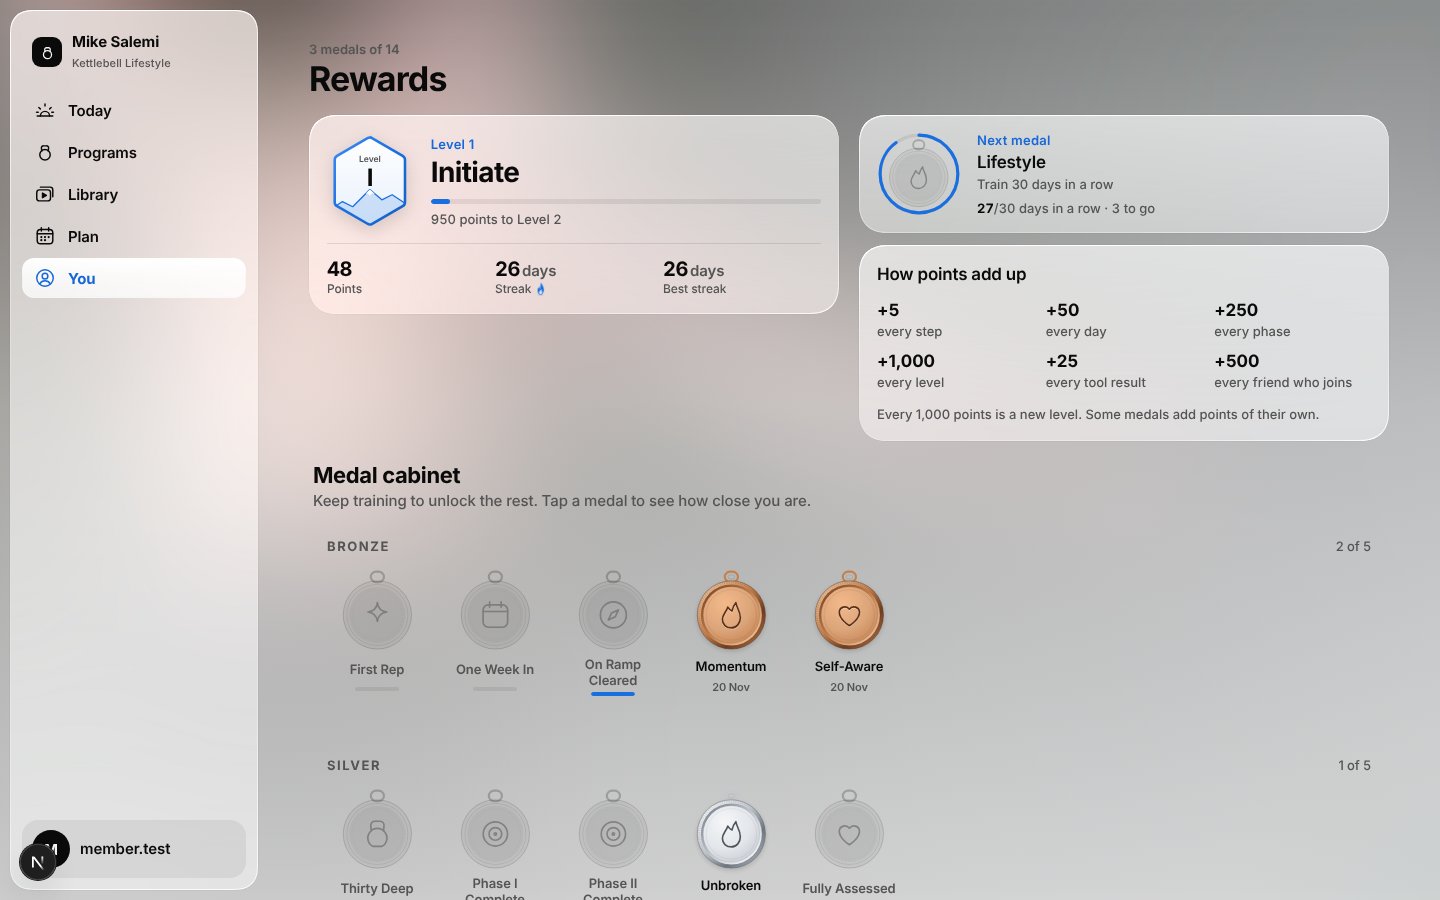 Mike Salemi
Kettlebell Lifestyle
Today
Programs
Library
Plan
You
member.test
3 medals of 14
Rewards
Level
I
Level 1
Initiate
950 points to Level 2
48
Points
26 days
Streak
26 days
Best streak
Next medal
Lifestyle
Train 30 days in a row
27/30 days in a row · 3 to go
How points add up
+5
every step
+50
every day
+250
every phase
+1,000
every level
+25
every tool result
+500
every friend who joins
Every 1,000 points is a new level. Some medals add points of their own.
Medal cabinet
Keep training to unlock the rest. Tap a medal to see how close you are.
BRONZE
2 of 5
First Rep
One Week In
On Ramp
Cleared
Momentum
20 Nov
Self-Aware
20 Nov
SILVER
1 of 5
Thirty Deep
Phase I
Complete
Phase II
Complete
Unbroken
Fully Assessed